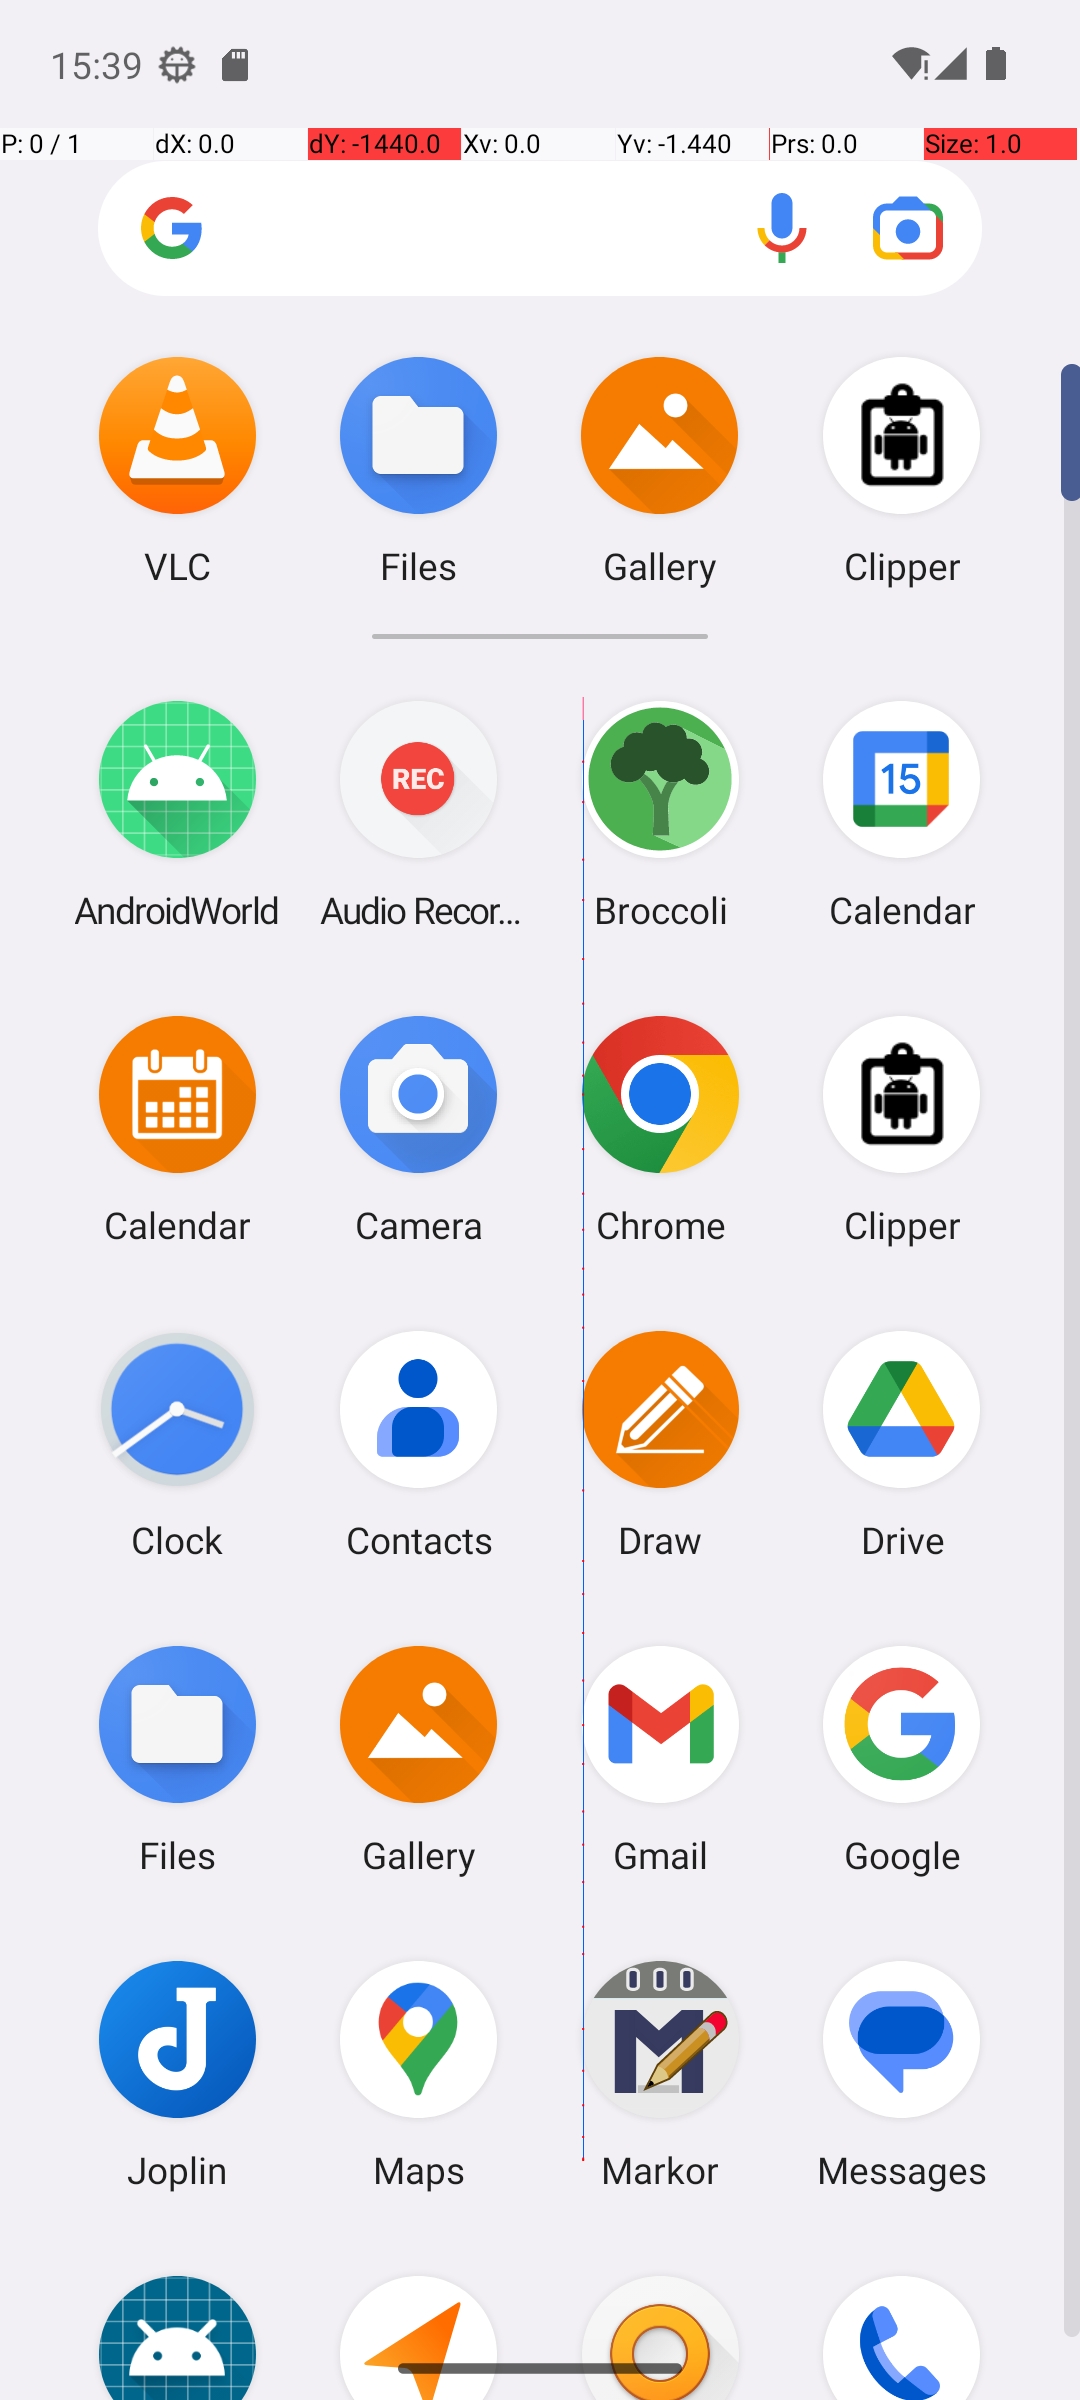 15:39
P: 0 / 1 dX: 0.0 dY: -1440.0 Xv: 0.0 Yv: -1.440 Prs: 0.0 Size: 1.0
VLC Files Gallery Clipper
REC 15
AndroidWorld Audio Recor... Broccoli Calendar
Calendar Camera Chrome Clipper
Clock Contacts Draw Drive
Files Gallery Gmail Google
Joplin Maps Markor Messages